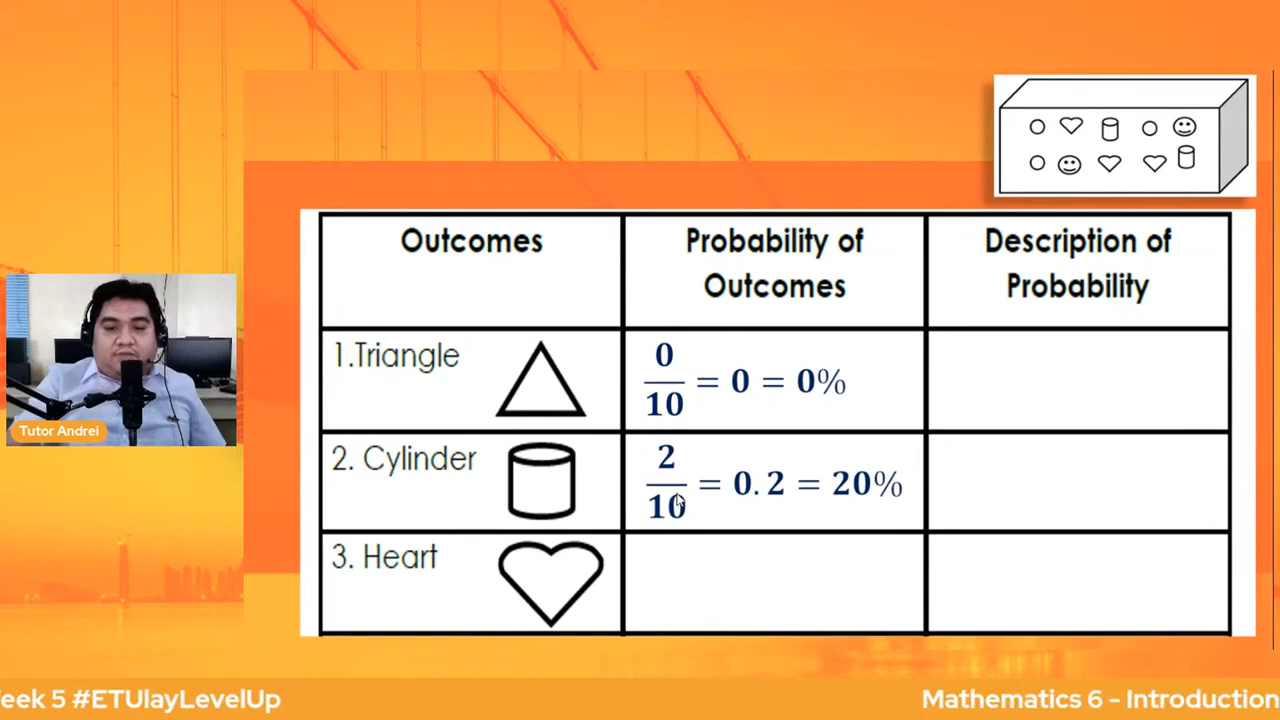 Outcomes
Probability of
Outcomes
Description of
Probability
1.Triangle
0/10 = 0 = 0%
2. Cylinder
2/10 = 0.2 = 20%
3. Heart
Tutor Andrei
eek 5 #ETUlayLevelUp
Mathematics 6 - Introduction